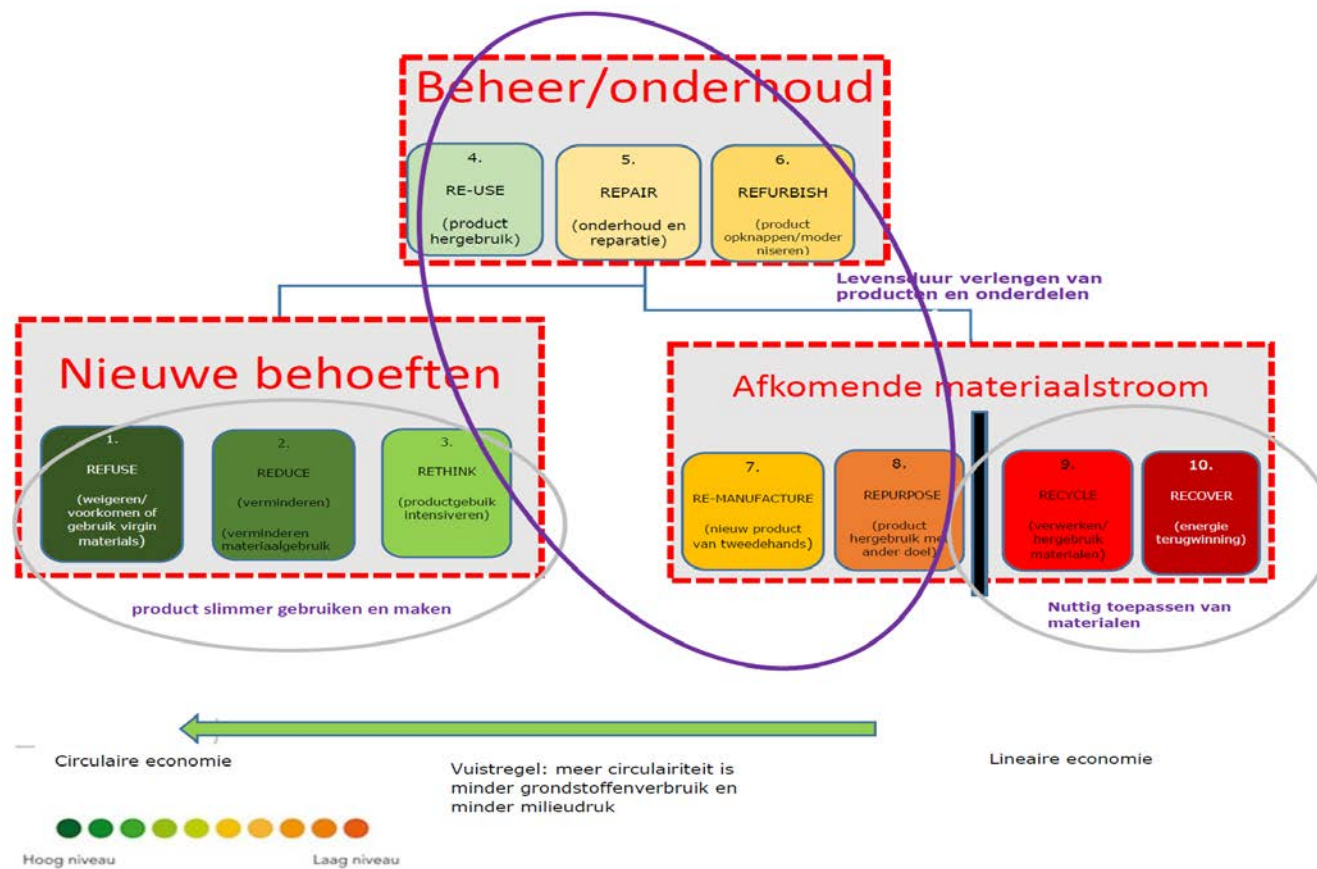 Beheer/onderhoud
4.
RE-USE
(product
hergebruik)
5.
REPAIR
(onderhoud en
reparatie)
6.
REFURBISH
(product
opknappen/moder
niseren)
Levensduur verlengen van
producten en onderdelen
Nieuwe behoeften
1.
REFUSE
(weigeren/
voorkomen of
gebruik virgin
materials)
2.
REDUCE
(verminderen)
(verminderen
materiaalgebruik
3.
RETHINK
(productgebuik
intensiveren)
product slimmer gebruiken en maken
Afkomende materiaalstroom
7.
RE-MANUFACTURE
(nieuw product
van tweedehands)
8.
REPURPOSE
(product
hergebruik met
ander doel)
9.
RECYCLE
(verwerken/
hergebruik
materialen)
10.
RECOVER
(energie
terugwinning)
Nuttig toepassen van
materialen
Circulaire economie
Vuistregel: meer circulairiteit is
minder grondstoffenverbruik en
minder milieudruk
Lineaire economie
Hoog niveau
Laag niveau